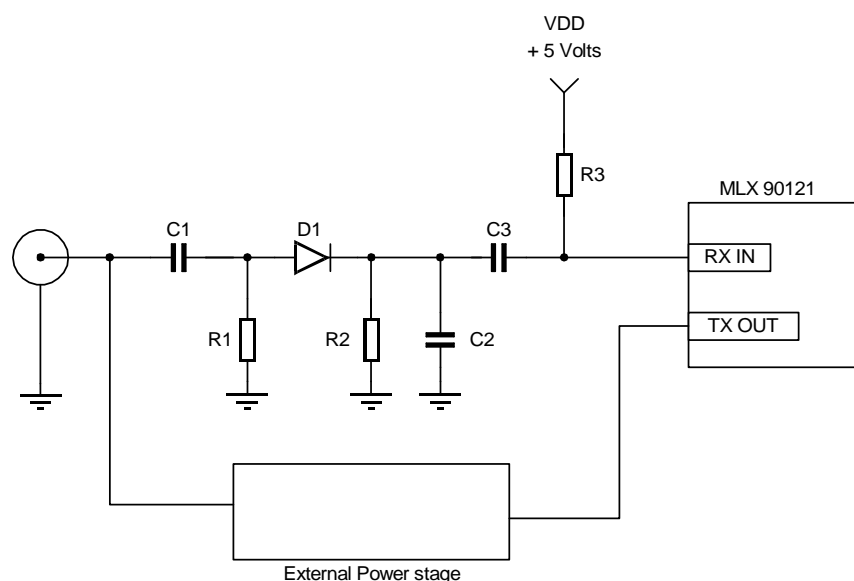 VDD
+ 5 Volts
R3
MLX 90121
C1
D1
C3
RX IN
TX OUT
R1
R2
C2
External Power stage